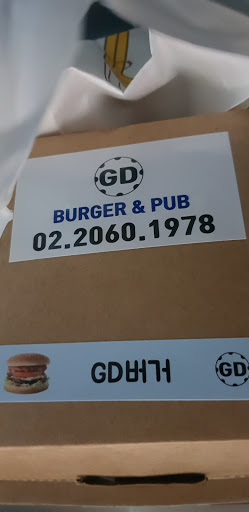 GD
BURGER & PUB
02.2060.1978
GD버거 GD